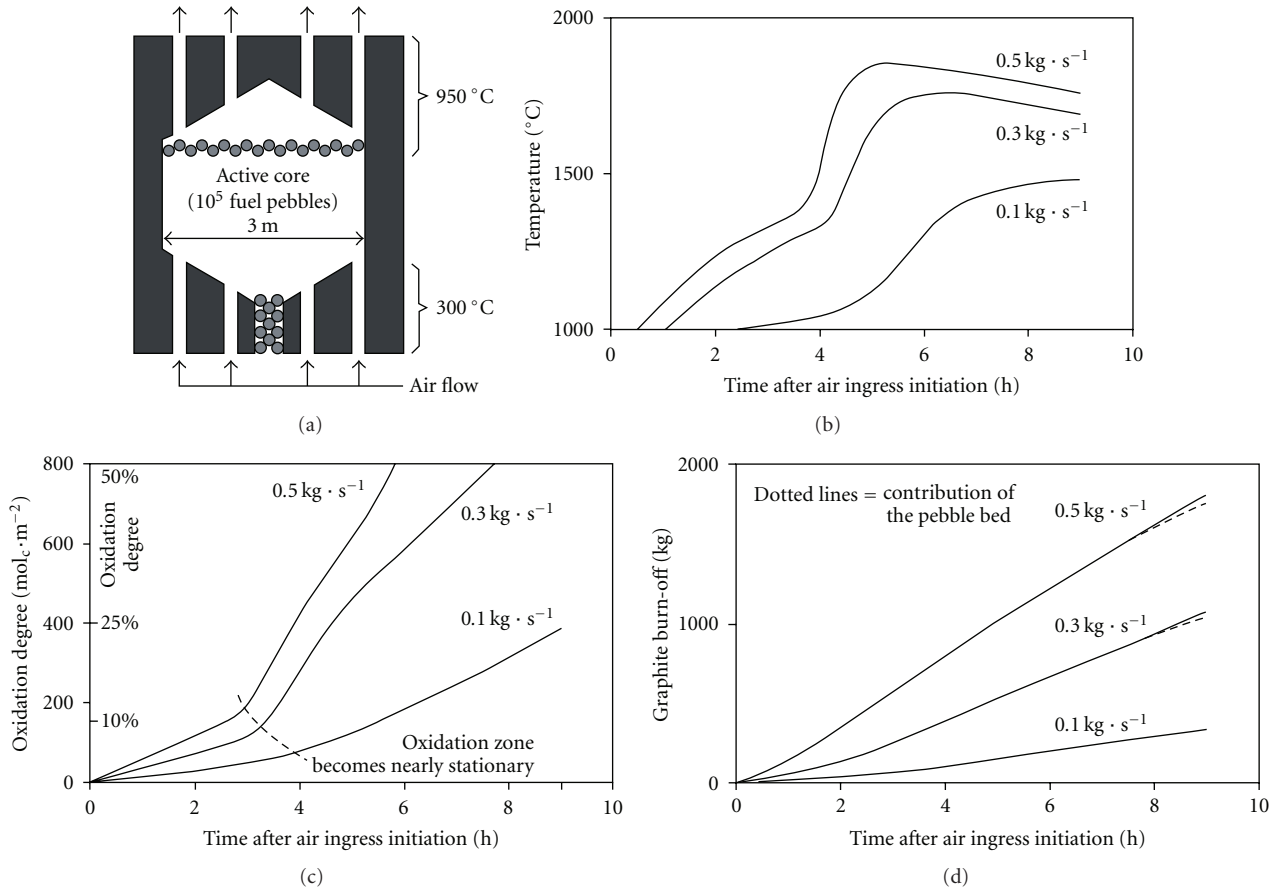 950 °C
Active core
(10⁵ fuel pebbles)
3 m
300 °C
Air flow
(a)
2000
1500
1000
Temperature (°C)
0.5 kg · s⁻¹
0.3 kg · s⁻¹
0.1 kg · s⁻¹
0 2 4 6 8 10
Time after air ingress initiation (h)
(b)
800
600
400
200
0
Oxidation degree (mol_c·m⁻²)
50%
25%
10%
Oxidation
degree
0.5 kg · s⁻¹
0.3 kg · s⁻¹
0.1 kg · s⁻¹
Oxidation zone
becomes nearly stationary
0 2 4 6 8 10
Time after air ingress initiation (h)
(c)
2000
1000
0
Graphite burn-off (kg)
Dotted lines = contribution of
the pebble bed
0.5 kg · s⁻¹
0.3 kg · s⁻¹
0.1 kg · s⁻¹
0 2 4 6 8 10
Time after air ingress initiation (h)
(d)